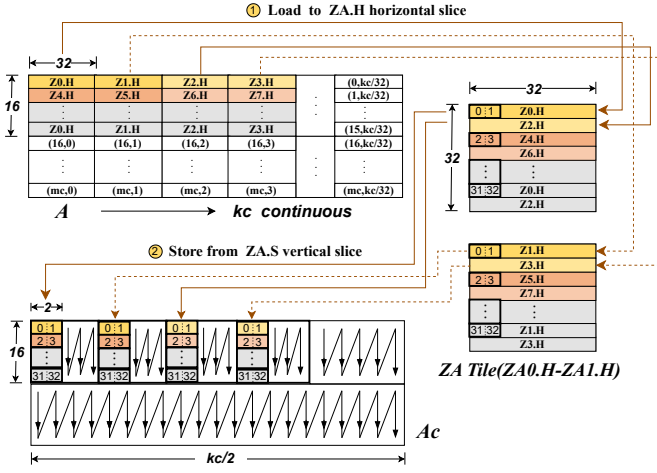 ① Load to ZA.H horizontal slice
32
16
Z0.H Z1.H Z2.H Z3.H ⋮ (0,kc/32)
Z4.H Z5.H Z6.H Z7.H (1,kc/32)
⋮ ⋮ ⋮ ⋮ ⋮
Z0.H Z1.H Z2.H Z3.H (15,kc/32)
(16,0) (16,1) (16,2) (16,3) (16,kc/32)
⋮ ⋮ ⋮ ⋮ ⋮ ⋮
(mc,0) (mc,1) (mc,2) (mc,3) (mc,kc/32)
A kc continuous
32
32
0 1 Z0.H
Z2.H
2 3 Z4.H
Z6.H
⋮ ⋮
31 32 Z0.H
Z2.H
0 1 Z1.H
Z3.H
2 3 Z5.H
Z7.H
⋮ ⋮
31 32 Z1.H
Z3.H
ZA Tile(ZA0.H-ZA1.H)
② Store from ZA.S vertical slice
2
16
0 1 0 1 0 1 0 1
2 3 2 3 2 3 2 3
⋮ ⋮ ⋮ ⋮
31 32 31 32 31 32 31 32
Ac
kc/2